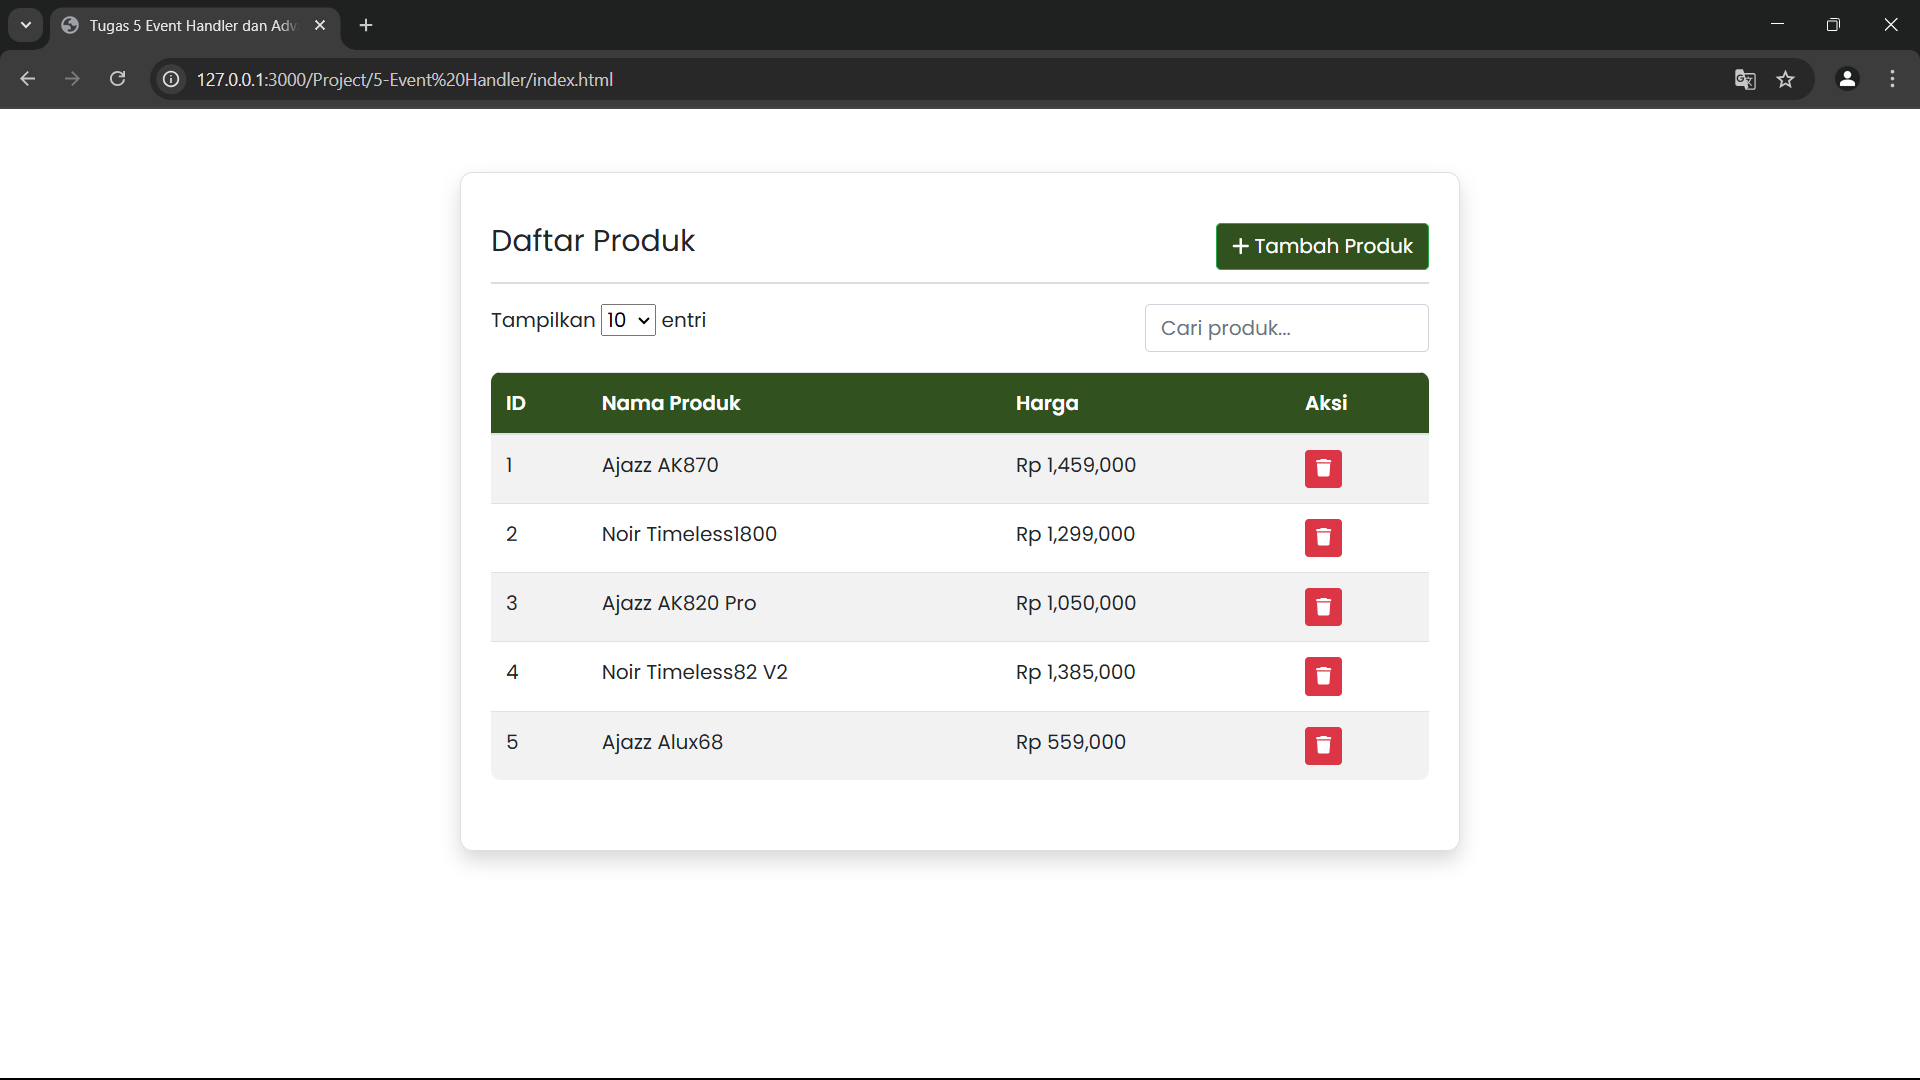 Tugas 5 Event Handler dan Adv
127.0.0.1:3000/Project/5-Event%20Handler/index.html
Daftar Produk
+ Tambah Produk
Tampilkan 10 entri
Cari produk...
ID Nama Produk Harga Aksi
1 Ajazz AK870 Rp 1,459,000
2 Noir Timeless1800 Rp 1,299,000
3 Ajazz AK820 Pro Rp 1,050,000
4 Noir Timeless82 V2 Rp 1,385,000
5 Ajazz Alux68 Rp 559,000